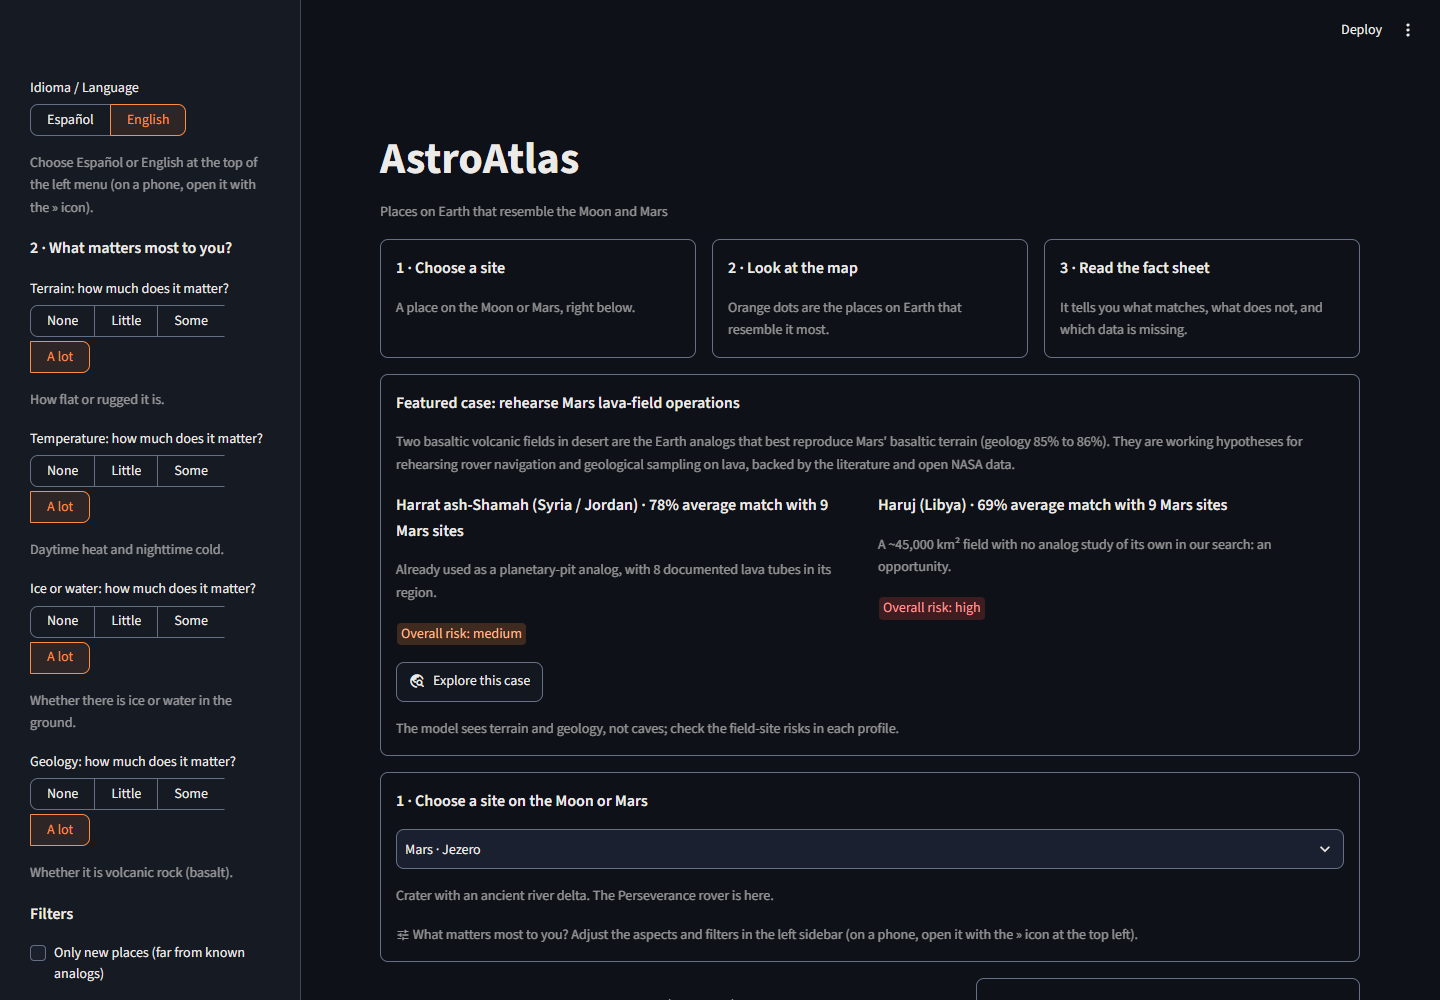 Deploy
Idioma / Language
Español
English
Choose Español or English at the top of
the left menu (on a phone, open it with
the » icon).
2 · What matters most to you?
Terrain: how much does it matter?
None
Little
Some
A lot
How flat or rugged it is.
Temperature: how much does it matter?
None
Little
Some
A lot
Daytime heat and nighttime cold.
Ice or water: how much does it matter?
None
Little
Some
A lot
Whether there is ice or water in the
ground.
Geology: how much does it matter?
None
Little
Some
A lot
Whether it is volcanic rock (basalt).
Filters
Only new places (far from known
analogs)
AstroAtlas
Places on Earth that resemble the Moon and Mars
1 · Choose a site
A place on the Moon or Mars, right below.
2 · Look at the map
Orange dots are the places on Earth that
resemble it most.
3 · Read the fact sheet
It tells you what matches, what does not, and
which data is missing.
Featured case: rehearse Mars lava-field operations
Two basaltic volcanic fields in desert are the Earth analogs that best reproduce Mars' basaltic terrain (geology 85% to 86%). They are working hypotheses for
rehearsing rover navigation and geological sampling on lava, backed by the literature and open NASA data.
Harrat ash-Shamah (Syria / Jordan) · 78% average match with 9
Mars sites
Already used as a planetary-pit analog, with 8 documented lava tubes in its
region.
Overall risk: medium
Explore this case
Haruj (Libya) · 69% average match with 9 Mars sites
A ~45,000 km² field with no analog study of its own in our search: an
opportunity.
Overall risk: high
The model sees terrain and geology, not caves; check the field-site risks in each profile.
1 · Choose a site on the Moon or Mars
Mars · Jezero
Crater with an ancient river delta. The Perseverance rover is here.
What matters most to you? Adjust the aspects and filters in the left sidebar (on a phone, open it with the » icon at the top left).